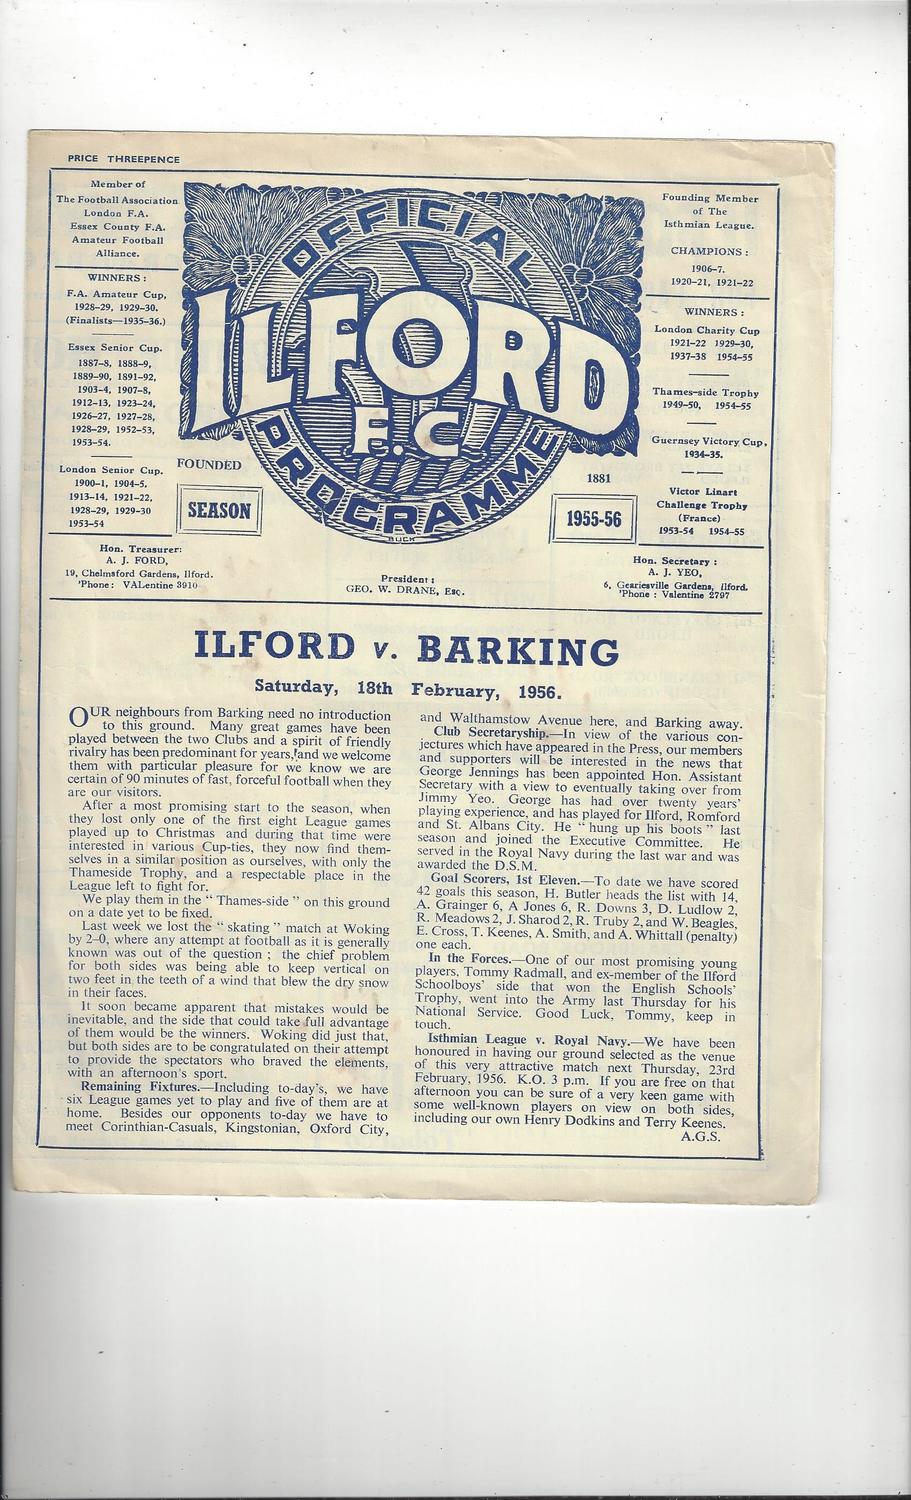 PRICE THREEPENCE
Member of
The Football Association
London F.A.
Essex County F.A.
Amateur Football
Alliance.
WINNERS :
F.A. Amateur Cup,
1928-29, 1929-30.
(Finalists—1935-36.)
Essex Senior Cup.
1887-8, 1888-9,
1889-90, 1891-92,
1903-4, 1907-8,
1912-13, 1923-24,
1926-27, 1927-28,
1928-29, 1952-53,
1953-54.
London Senior Cup.
1900-1, 1904-5,
1913-14, 1921-22,
1928-29, 1929-30
1953-54
OFFICIAL
ILFORD
F.C.
PROGRAMME
BUCK
FOUNDED
1881
SEASON
1955-56
Founding Member
of The
Isthmian League.
CHAMPIONS :
1906-7.
1920-21, 1921-22
WINNERS :
London Charity Cup
1921-22 1929-30,
1937-38 1954-55
Thames-side Trophy
1949-50, 1954-55
Guernsey Victory Cup,
1934-35.
Victor Linart
Challenge Trophy
(France)
1953-54 1954-55
Hon. Treasurer:
A. J. FORD,
19, Chelmsford Gardens, Ilford.
'Phone : VALentine 3910
President :
GEO. W. DRANE, Esq.
Hon. Secretary :
A. J. YEO,
6, Geariesville Gardens, Ilford.
'Phone : Valentine 2797
ILFORD v. BARKING
Saturday, 18th February, 1956.
OUR neighbours from Barking need no introduction
to this ground. Many great games have been
played between the two Clubs and a spirit of friendly
rivalry has been predominant for years, and we welcome
them with particular pleasure for we know we are
certain of 90 minutes of fast, forceful football when they
are our visitors.
After a most promising start to the season, when
they lost only one of the first eight League games
played up to Christmas and during that time were
interested in various Cup-ties, they now find them-
selves in a similar position as ourselves, with only the
Thameside Trophy, and a respectable place in the
League left to fight for.
We play them in the " Thames-side " on this ground
on a date yet to be fixed.
Last week we lost the " skating " match at Woking
by 2-0, where any attempt at football as it is generally
known was out of the question ; the chief problem
for both sides was being able to keep vertical on
two feet in the teeth of a wind that blew the dry snow
in their faces.
It soon became apparent that mistakes would be
inevitable, and the side that could take full advantage
of them would be the winners. Woking did just that,
but both sides are to be congratulated on their attempt
to provide the spectators who braved the elements,
with an afternoon's sport.
Remaining Fixtures.—Including to-day's, we have
six League games yet to play and five of them are at
home. Besides our opponents to-day we have to
meet Corinthian-Casuals, Kingstonian, Oxford City,
and Walthamstow Avenue here, and Barking away.
Club Secretaryship.—In view of the various con-
jectures which have appeared in the Press, our members
and supporters will be interested in the news that
George Jennings has been appointed Hon. Assistant
Secretary with a view to eventually taking over from
Jimmy Yeo. George has had over twenty years'
playing experience, and has played for Ilford, Romford
and St. Albans City. He " hung up his boots " last
season and joined the Executive Committee. He
served in the Royal Navy during the last war and was
awarded the D.S.M.
Goal Scorers, 1st Eleven.—To date we have scored
42 goals this season, H. Butler heads the list with 14,
A. Grainger 6, A Jones 6, R. Downs 3, D. Ludlow 2,
R. Meadows 2, J. Sharod 2, R. Truby 2, and W. Beagles,
E. Cross, T. Keenes, A. Smith, and A. Whittall (penalty)
one each.
In the Forces.—One of our most promising young
players, Tommy Radmall, and ex-member of the Ilford
Schoolboys' side that won the English Schools'
Trophy, went into the Army last Thursday for his
National Service. Good Luck, Tommy, keep in
touch.
Isthmian League v. Royal Navy.—We have been
honoured in having our ground selected as the venue
of this very attractive match next Thursday, 23rd
February, 1956. K.O. 3 p.m. If you are free on that
afternoon you can be sure of a very keen game with
some well-known players on view on both sides,
including our own Henry Dodkins and Terry Keenes.
A.G.S.